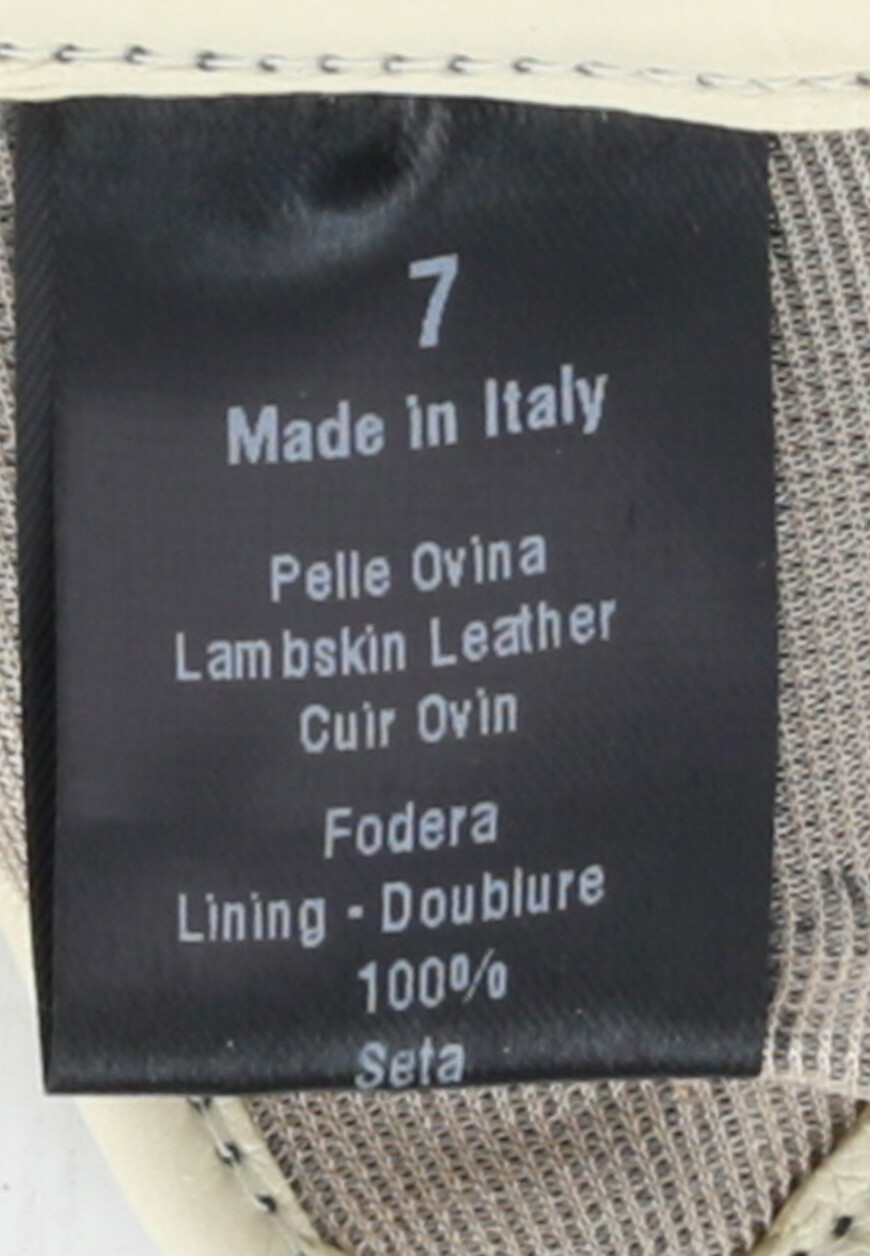 7
Made in Italy
Pelle Ovina
Lambskin Leather
Cuir Ovin
Fodera
Lining - Doublure
100%
Seta